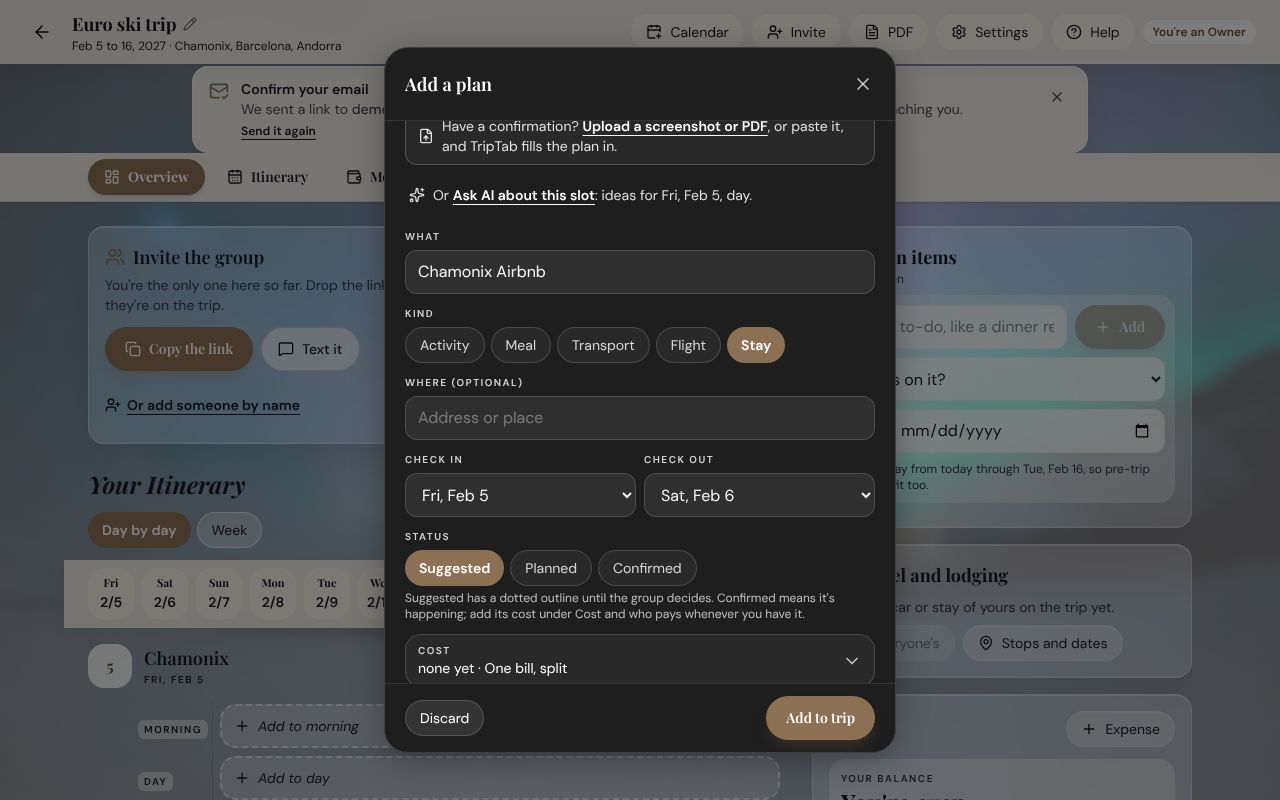 Euro ski trip
Feb 5 to 16, 2027 · Chamonix, Barcelona, Andorra
Calendar
Invite
PDF
Settings
Help
You're an Owner
Confirm your email
We sent a link to demo
ching you.
Send it again
Overview
Itinerary
Invite the group
You're the only one here so far. Drop the link
they're on the trip.
Copy the link
Text it
Or add someone by name
Your Itinerary
Day by day
Week
Fri
2/5
Sat
2/6
Sun
2/7
Mon
2/8
Tue
2/9
5
Chamonix
FRI, FEB 5
MORNING
Add to morning
DAY
Add to day
Add a plan
Have a confirmation? Upload a screenshot or PDF, or paste it,
and TripTab fills the plan in.
Or Ask AI about this slot: ideas for Fri, Feb 5, day.
WHAT
Chamonix Airbnb
KIND
Activity
Meal
Transport
Flight
Stay
WHERE (OPTIONAL)
Address or place
CHECK IN
Fri, Feb 5
CHECK OUT
Sat, Feb 6
STATUS
Suggested
Planned
Confirmed
Suggested has a dotted outline until the group decides. Confirmed means it's
happening; add its cost under Cost and who pays whenever you have it.
COST
none yet · One bill, split
Discard
Add to trip
n items
to-do, like a dinner re
Add
s on it?
mm/dd/yyyy
ay from today through Tue, Feb 16, so pre-trip
it too.
el and lodging
car or stay of yours on the trip yet.
ryone's
Stops and dates
Expense
YOUR BALANCE